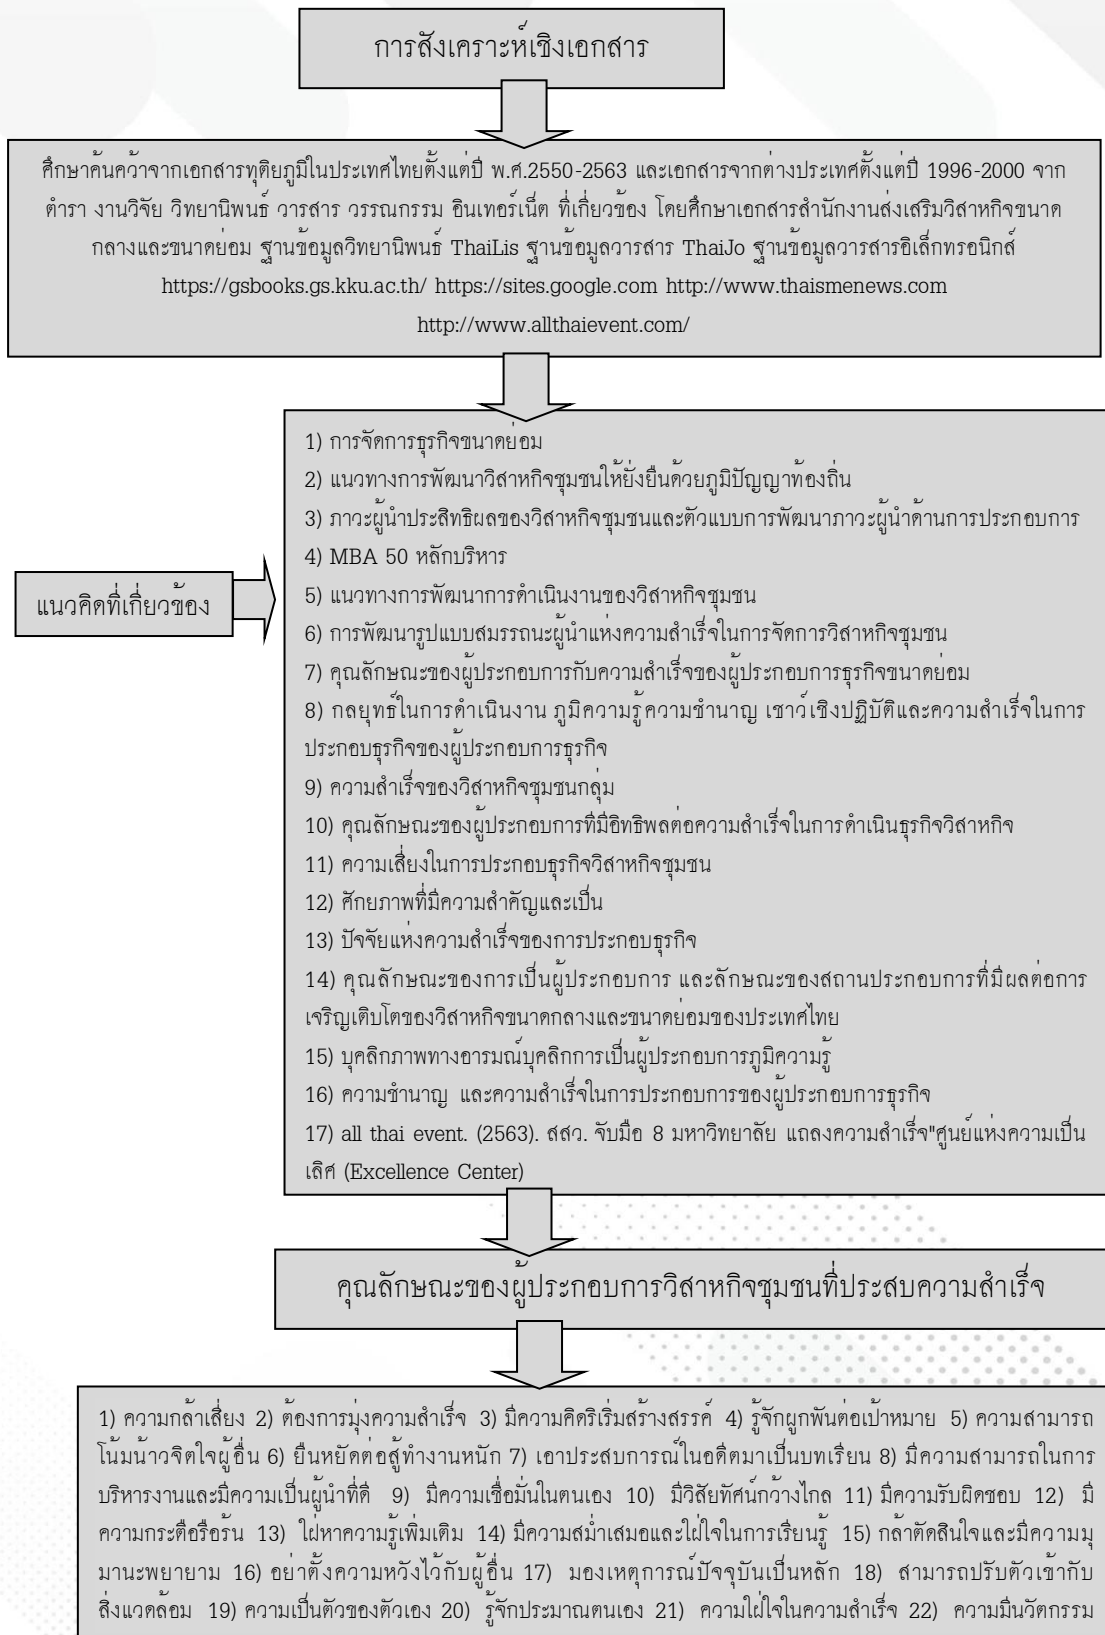 การสังเคราะห์เชิงเอกสาร
ศึกษาค้นคว้าจากเอกสารทุติยภูมิในประเทศไทยตั้งแต่ปี พ.ศ.2550-2563 และเอกสารจากต่างประเทศตั้งแต่ปี 1996-2000 จาก
ตำรา งานวิจัย วิทยานิพนธ์ วารสาร วรรณกรรม อินเทอร์เน็ต ที่เกี่ยวข้อง โดยศึกษาเอกสารสำนักงานส่งเสริมวิสาหกิจขนาด
กลางและขนาดย่อม ฐานข้อมูลวิทยานิพนธ์ ThaiLis ฐานข้อมูลวารสาร ThaiJo ฐานข้อมูลวารสารอิเล็กทรอนิกส์
https://gsbooks.gs.kku.ac.th/ https://sites.google.com http://www.thaismenews.com
http://www.allthaievent.com/
แนวคิดที่เกี่ยวข้อง
1) การจัดการธุรกิจขนาดย่อม
2) แนวทางการพัฒนาวิสาหกิจชุมชนให้ยั่งยืนด้วยภูมิปัญญาท้องถิ่น
3) ภาวะผู้นำประสิทธิผลของวิสาหกิจชุมชนและตัวแบบการพัฒนาภาวะผู้นำด้านการประกอบการ
4) MBA 50 หลักบริหาร
5) แนวทางการพัฒนาการดำเนินงานของวิสาหกิจชุมชน
6) การพัฒนารูปแบบสมรรถนะผู้นำแห่งความสำเร็จในการจัดการวิสาหกิจชุมชน
7) คุณลักษณะของผู้ประกอบการกับความสำเร็จของผู้ประกอบการธุรกิจขนาดย่อม
8) กลยุทธ์ในการดำเนินงาน ภูมิความรู้ความชำนาญ เชาว์เชิงปฏิบัติและความสำเร็จในการ
ประกอบธุรกิจของผู้ประกอบการธุรกิจ
9) ความสำเร็จของวิสาหกิจชุมชนกลุ่ม
10) คุณลักษณะของผู้ประกอบการที่มีอิทธิพลต่อความสำเร็จในการดำเนินธุรกิจวิสาหกิจ
11) ความเสี่ยงในการประกอบธุรกิจวิสาหกิจชุมชน
12) ศักยภาพที่มีความสำคัญและเป็น
13) ปัจจัยแห่งความสำเร็จของการประกอบธุรกิจ
14) คุณลักษณะของการเป็นผู้ประกอบการ และลักษณะของสถานประกอบการที่มีผลต่อการ
เจริญเติบโตของวิสาหกิจขนาดกลางและขนาดย่อมของประเทศไทย
15) บุคลิกภาพทางอารมณ์บุคลิกการเป็นผู้ประกอบการภูมิความรู้
16) ความชำนาญ และความสำเร็จในการประกอบการของผู้ประกอบการธุรกิจ
17) all thai event. (2563). สสว. จับมือ 8 มหาวิทยาลัย แถลงความสำเร็จ"ศูนย์แห่งความเป็น
เลิศ (Excellence Center)
คุณลักษณะของผู้ประกอบการวิสาหกิจชุมชนที่ประสบความสำเร็จ
1) ความกล้าเสี่ยง 2) ต้องการมุ่งความสำเร็จ 3) มีความคิดริเริ่มสร้างสรรค์ 4) รู้จักผูกพันต่อเป้าหมาย 5) ความสามารถ
โน้มน้าวจิตใจผู้อื่น 6) ยืนหยัดต่อสู้ทำงานหนัก 7) เอาประสบการณ์ในอดีตมาเป็นบทเรียน 8) มีความสามารถในการ
บริหารงานและมีความเป็นผู้นำที่ดี 9) มีความเชื่อมั่นในตนเอง 10) มีวิสัยทัศน์กว้างไกล 11) มีความรับผิดชอบ 12) มี
ความกระตือรือร้น 13) ใฝ่หาความรู้เพิ่มเติม 14) มีความสม่ำเสมอและใฝ่ใจในการเรียนรู้ 15) กล้าตัดสินใจและมีความมุ
มานะพยายาม 16) อย่าตั้งความหวังไว้กับผู้อื่น 17) มองเหตุการณ์ปัจจุบันเป็นหลัก 18) สามารถปรับตัวเข้ากับ
สิ่งแวดล้อม 19) ความเป็นตัวของตัวเอง 20) รู้จักประมาณตนเอง 21) ความใฝ่ใจในความสำเร็จ 22) ความมีนวัตกรรม